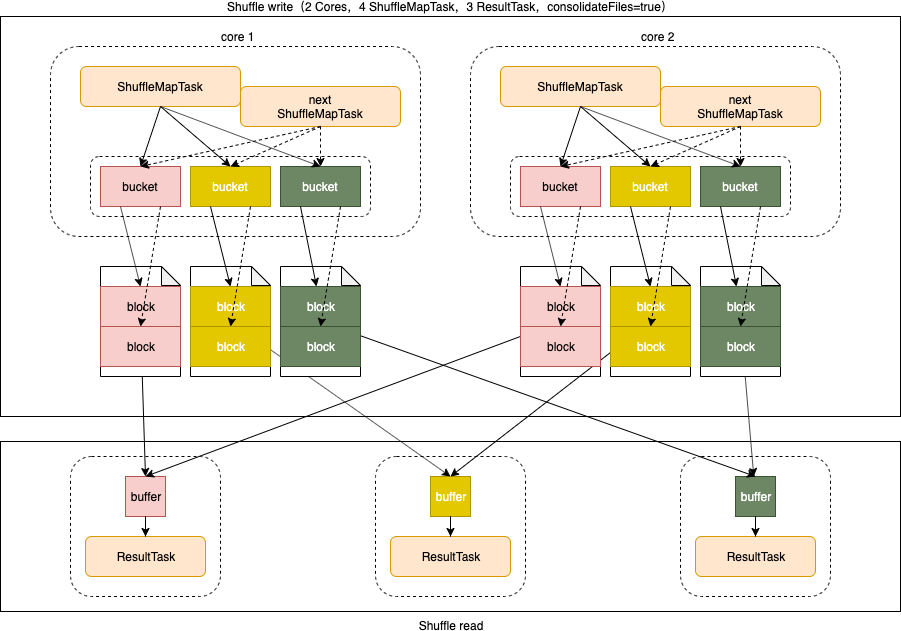 Shuffle write（2 Cores，4 ShuffleMapTask，3 ResultTask，consolidateFiles=true）
core 1
core 2
ShuffleMapTask
next
ShuffleMapTask
ShuffleMapTask
next
ShuffleMapTask
bucket
bucket
bucket
bucket
bucket
bucket
block
block
block
block
block
block
block
block
block
block
block
block
buffer
buffer
buffer
ResultTask
ResultTask
ResultTask
Shuffle read